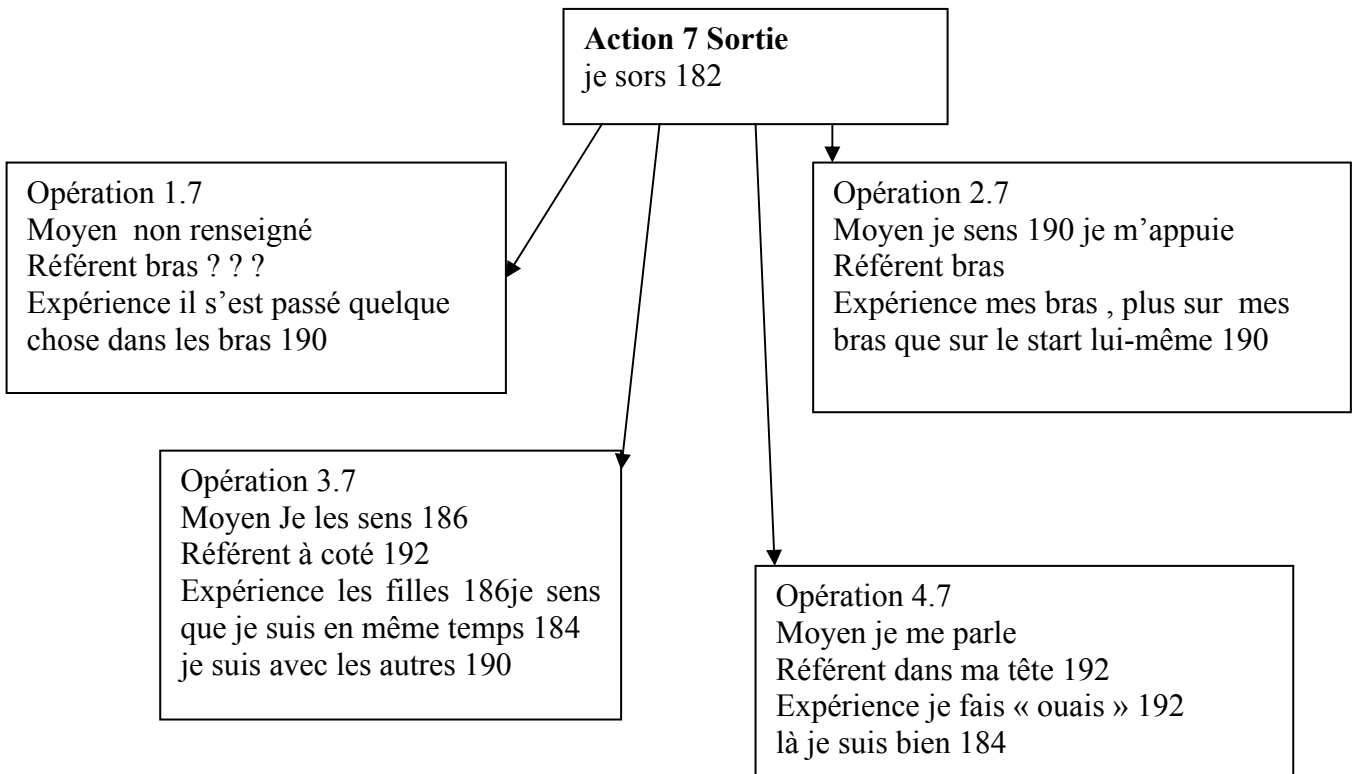 Action 7 Sortie
je sors 182
Opération 1.7
Moyen non renseigné
Référent bras ? ? ?
Expérience il s’est passé quelque
chose dans les bras 190
Opération 2.7
Moyen je sens 190 je m’appuie
Référent bras
Expérience mes bras , plus sur mes
bras que sur le start lui-même 190
Opération 3.7
Moyen Je les sens 186
Référent à coté 192
Expérience les filles 186je sens
que je suis en même temps 184
je suis avec les autres 190
Opération 4.7
Moyen je me parle
Référent dans ma tête 192
Expérience je fais « ouais » 192
là je suis bien 184